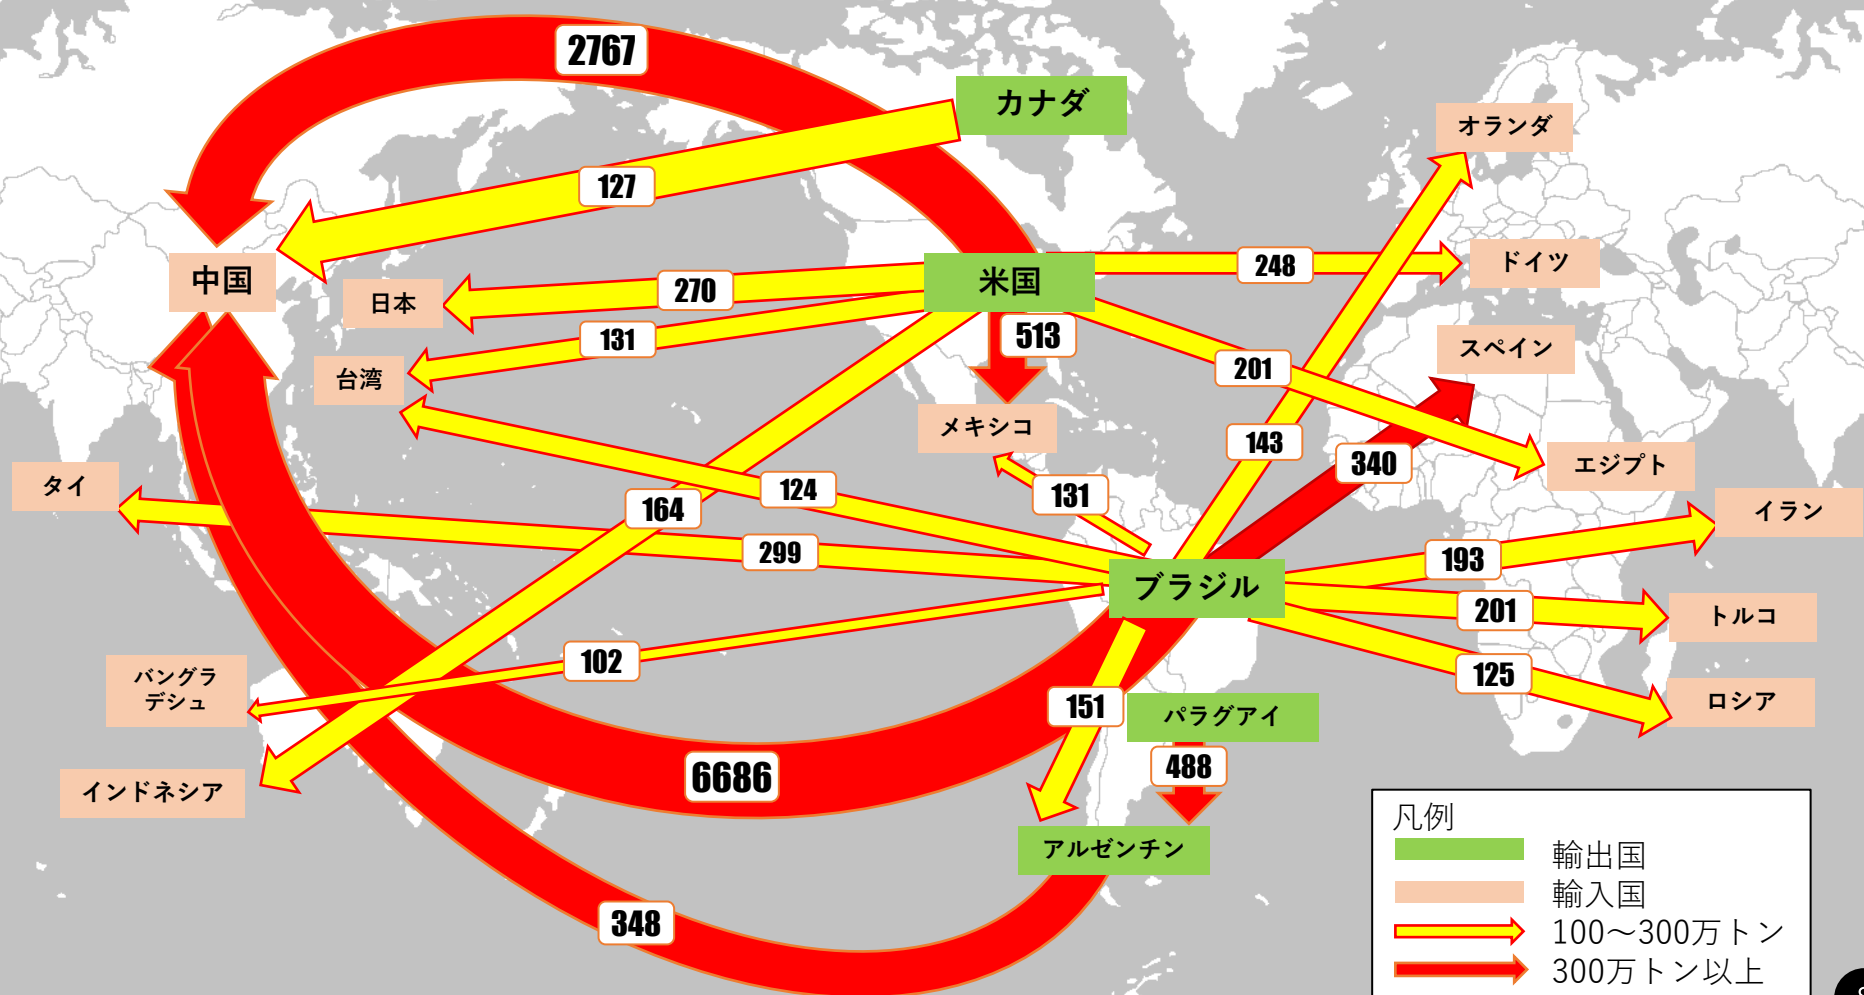 2767
カナダ
オランダ
127
中国
日本
270
米国
248
ドイツ
131
513
台湾
201
スペイン
メキシコ
143
340
エジプト
タイ
164
124
131
イラン
299
193
ブラジル
201
トルコ
102
125
バングラ
デシュ
151
パラグアイ
ロシア
6686
488
インドネシア
アルゼンチン
348
凡例
輸出国
輸入国
100～300万トン
300万トン以上